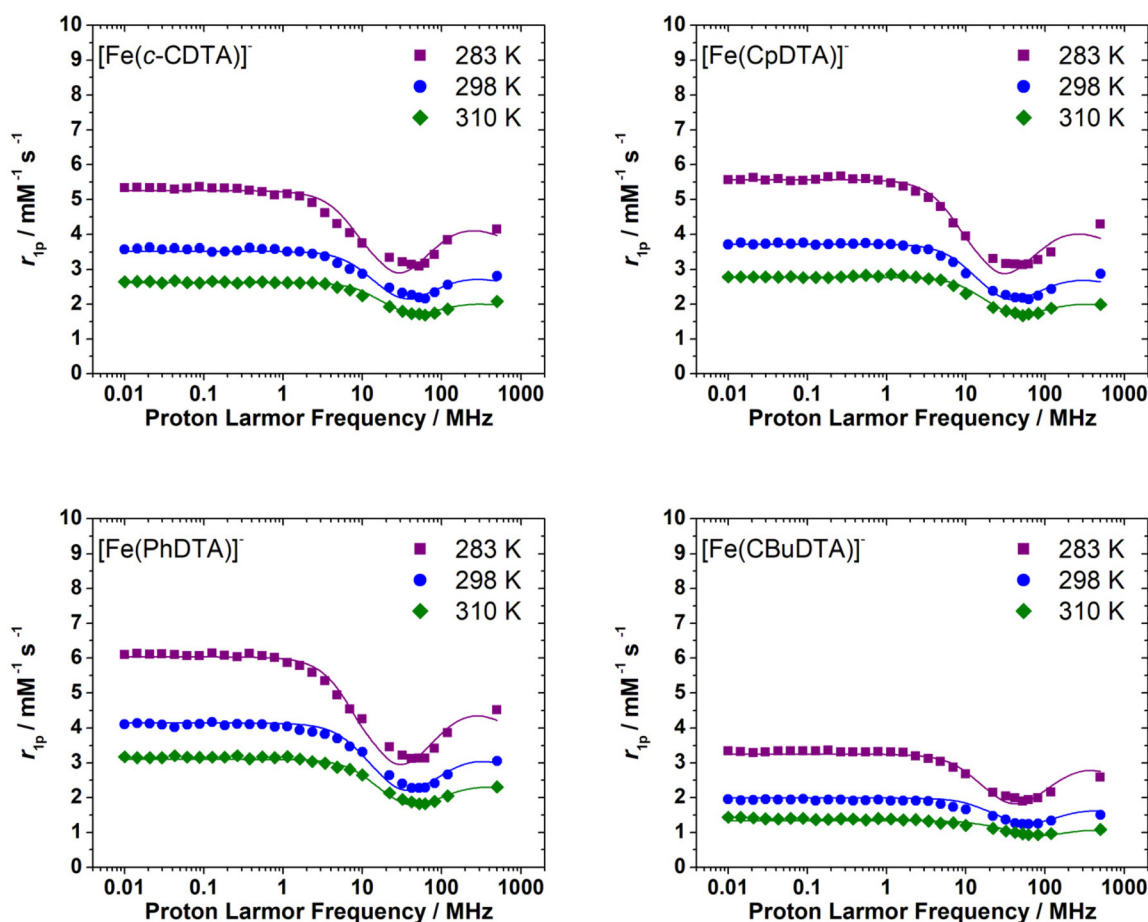 [Fe(c-CDTA)]⁻
283 K
298 K
310 K
10
9
8
7
6
5
4
3
2
1
0
r1p / mM⁻¹ s⁻¹
0.01 0.1 1 10 100 1000
Proton Larmor Frequency / MHz
[Fe(CpDTA)]⁻
283 K
298 K
310 K
10
9
8
7
6
5
4
3
2
1
0
r1p / mM⁻¹ s⁻¹
0.01 0.1 1 10 100 1000
Proton Larmor Frequency / MHz
[Fe(PhDTA)]⁻
283 K
298 K
310 K
10
9
8
7
6
5
4
3
2
1
0
r1p / mM⁻¹ s⁻¹
0.01 0.1 1 10 100 1000
Proton Larmor Frequency / MHz
[Fe(CBuDTA)]⁻
283 K
298 K
310 K
10
9
8
7
6
5
4
3
2
1
0
r1p / mM⁻¹ s⁻¹
0.01 0.1 1 10 100 1000
Proton Larmor Frequency / MHz